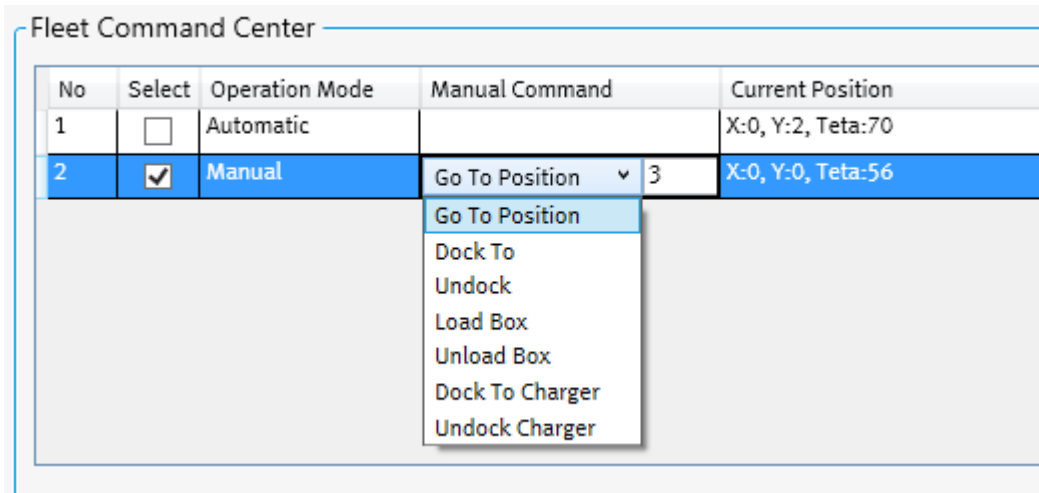 Fleet Command Center
No Select Operation Mode Manual Command Current Position
1 Automatic X:0, Y:2, Teta:70
2 Manual Go To Position 3 X:0, Y:0, Teta:56
Go To Position
Dock To
Undock
Load Box
Unload Box
Dock To Charger
Undock Charger